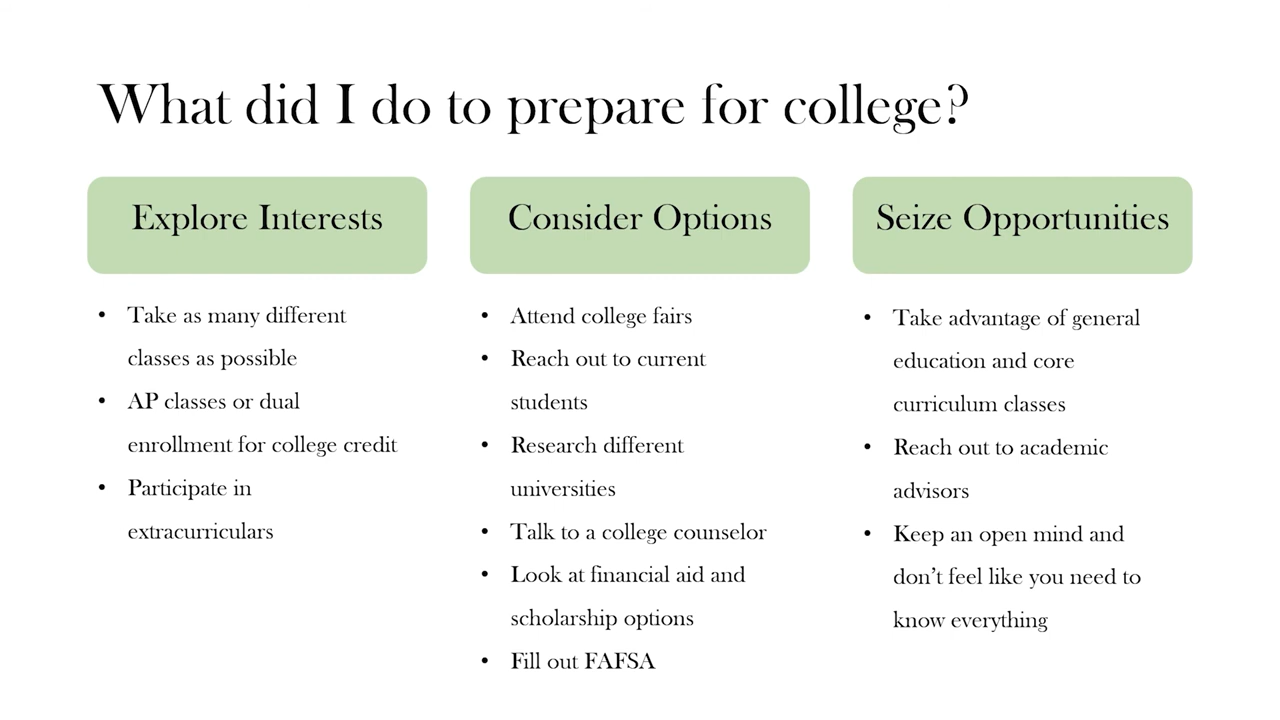 What did I do to prepare for college?
Explore Interests
• Take as many different
classes as possible
• AP classes or dual
enrollment for college credit
• Participate in
extracurriculars
Consider Options
• Attend college fairs
• Reach out to current
students
• Research different
universities
• Talk to a college counselor
• Look at financial aid and
scholarship options
• Fill out FAFSA
Seize Opportunities
• Take advantage of general
education and core
curriculum classes
• Reach out to academic
advisors
• Keep an open mind and
don’t feel like you need to
know everything